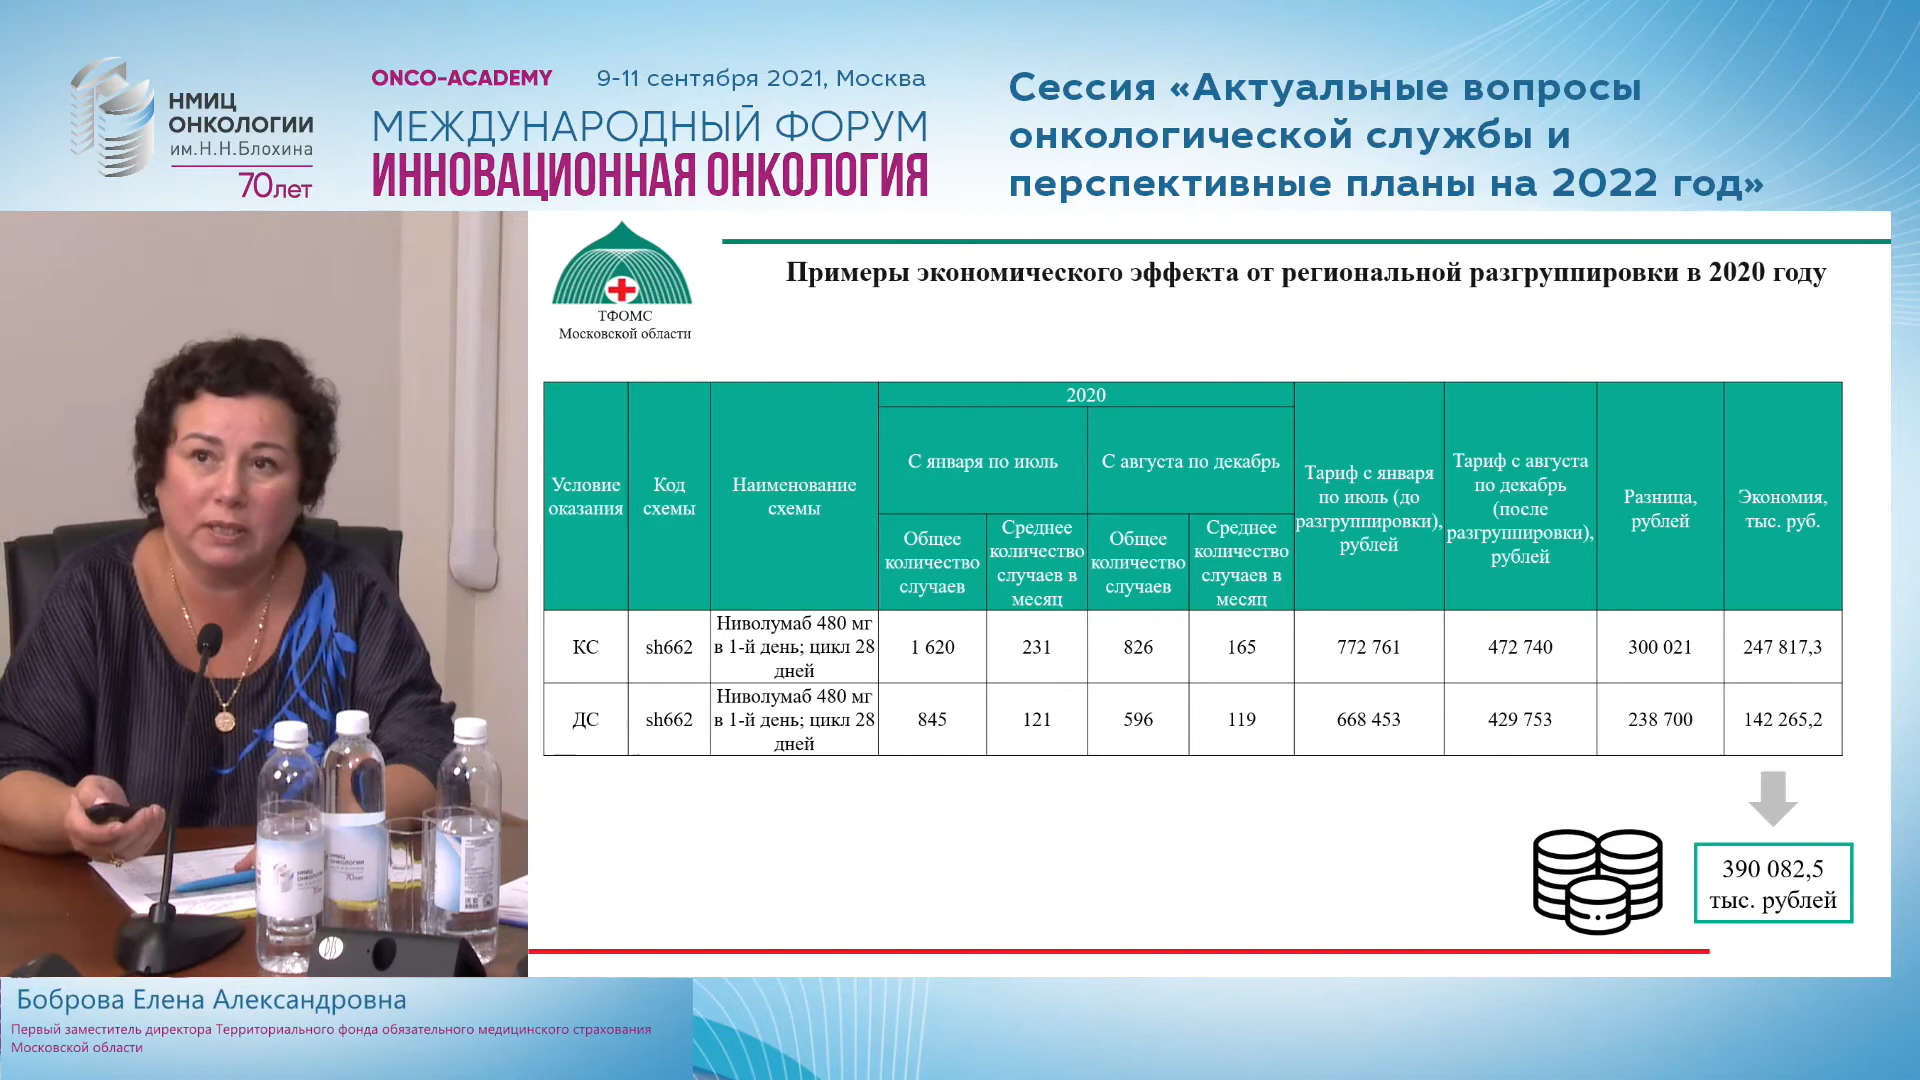 НМИЦ
ОНКОЛОГИИ
им.Н.Н.Блохина
70лет
ONCO-ACADEMY 9-11 сентября 2021, Москва
МЕЖДУНАРОДНЫЙ ФОРУМ
ИННОВАЦИОННАЯ ОНКОЛОГИЯ
Сессия «Актуальные вопросы
онкологической службы и
перспективные планы на 2022 год»
ТФОМС
Московской области
Примеры экономического эффекта от региональной разгруппировки в 2020 году
Условие
оказания
Код
схемы
Наименование
схемы
2020
С января по июль
С августа по декабрь
Общее
количество
случаев
Среднее
количество
случаев в
месяц
Общее
количество
случаев
Среднее
количество
случаев в
месяц
Тариф с января
по июль (до
разгруппировки),
рублей
Тариф с августа
по декабрь
(после
разгруппировки),
рублей
Разница,
рублей
Экономия,
тыс. руб.
КС
sh662
Ниволумаб 480 мг
в 1-й день; цикл 28
дней
1 620
231
826
165
772 761
472 740
300 021
247 817,3
ДС
sh662
Ниволумаб 480 мг
в 1-й день; цикл 28
дней
845
121
596
119
668 453
429 753
238 700
142 265,2
390 082,5
тыс. рублей
НМИЦ
ОНКОЛОГИИ
70лет
Боброва Елена Александровна
Первый заместитель директора Территориального фонда обязательного медицинского страхования
Московской области